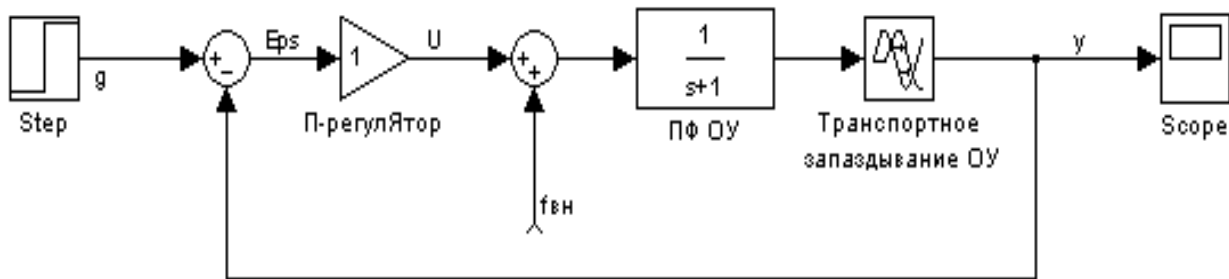 Step
g
+
−
Eps
1
П-регулЯтор
U
+
+
fвн
1
s+1
ПФ ОУ
Транспортное
запаздывание ОУ
y
Scope